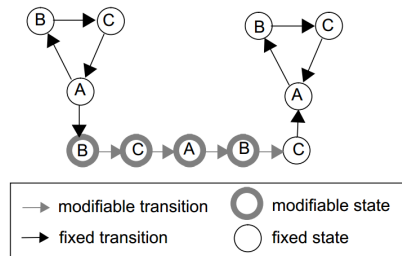 B C B C
A A
B C A B C
modifiable transition modifiable state
fixed transition fixed state